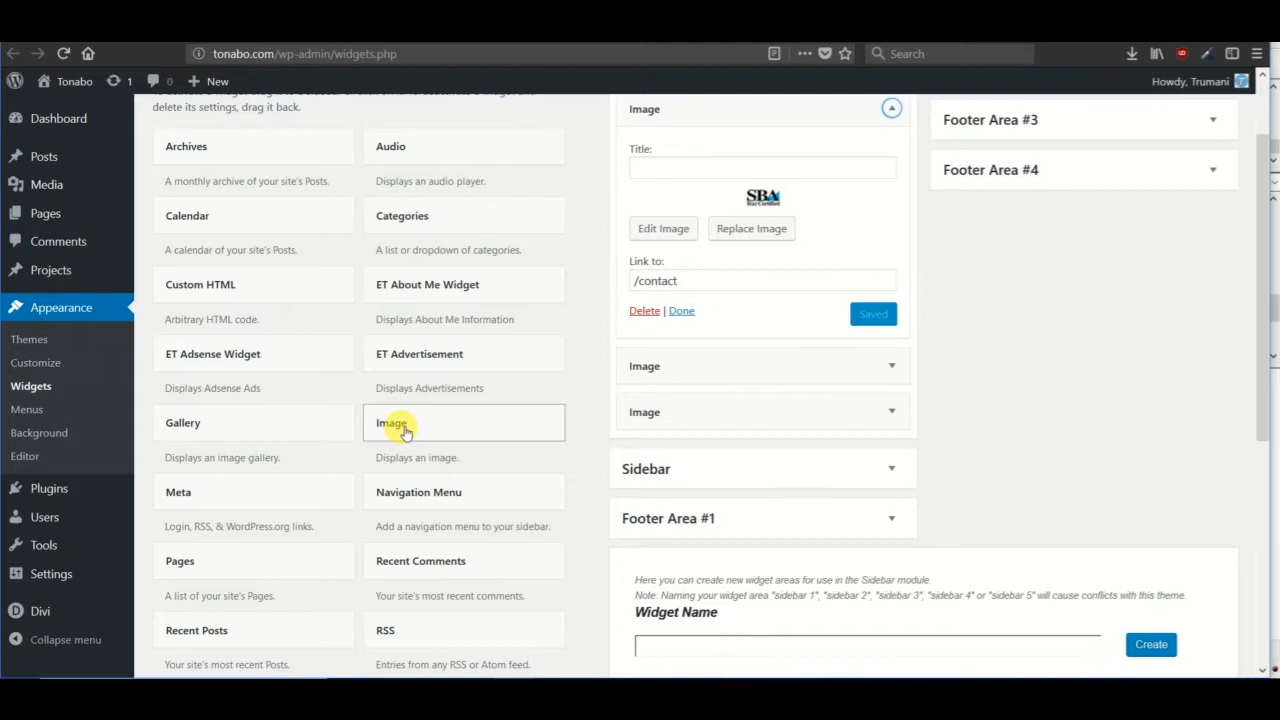 tonabo.com/wp-admin/widgets.php
Search
Tonabo
1
0
New
Howdy, Trumani
Dashboard
Posts
Media
Pages
Comments
Projects
Appearance
Themes
Customize
Widgets
Menus
Background
Editor
Plugins
Users
Tools
Settings
Divi
Collapse menu
delete its settings, drag it back.
Archives
A monthly archive of your site's Posts.
Audio
Displays an audio player.
Calendar
A calendar of your site's Posts.
Categories
A list or dropdown of categories.
Custom HTML
Arbitrary HTML code.
ET About Me Widget
Displays About Me Information
ET Adsense Widget
Displays Adsense Ads
ET Advertisement
Displays Advertisements
Gallery
Displays an image gallery.
Image
Displays an image.
Meta
Login, RSS, & WordPress.org links.
Navigation Menu
Add a navigation menu to your sidebar.
Pages
A list of your site's Pages.
Recent Comments
Your site's most recent comments.
Recent Posts
Your site's most recent Posts.
RSS
Entries from any RSS or Atom feed.
Image
Title:
SBA
Edit Image
Replace Image
Link to:
/contact
Delete | Done
Saved
Image
Image
Sidebar
Footer Area #1
Footer Area #3
Footer Area #4
Here you can create new widget areas for use in the Sidebar module.
Note: Naming your widget area "sidebar 1", "sidebar 2", "sidebar 3", "sidebar 4" or "sidebar 5" will cause conflicts with this theme.
Widget Name
Create